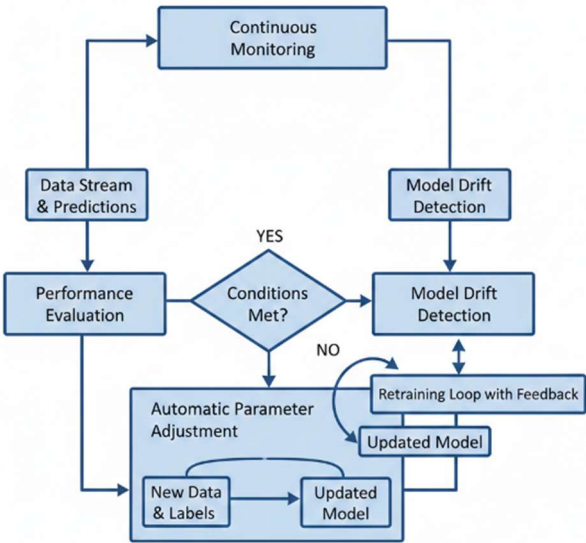 Continuous
Monitoring
Data Stream
& Predictions
Model Drift
Detection
YES
Performance
Evaluation
Conditions
Met?
Model Drift
Detection
NO
Retraining Loop with Feedback
Automatic Parameter
Adjustment
Updated Model
New Data
& Labels
Updated
Model